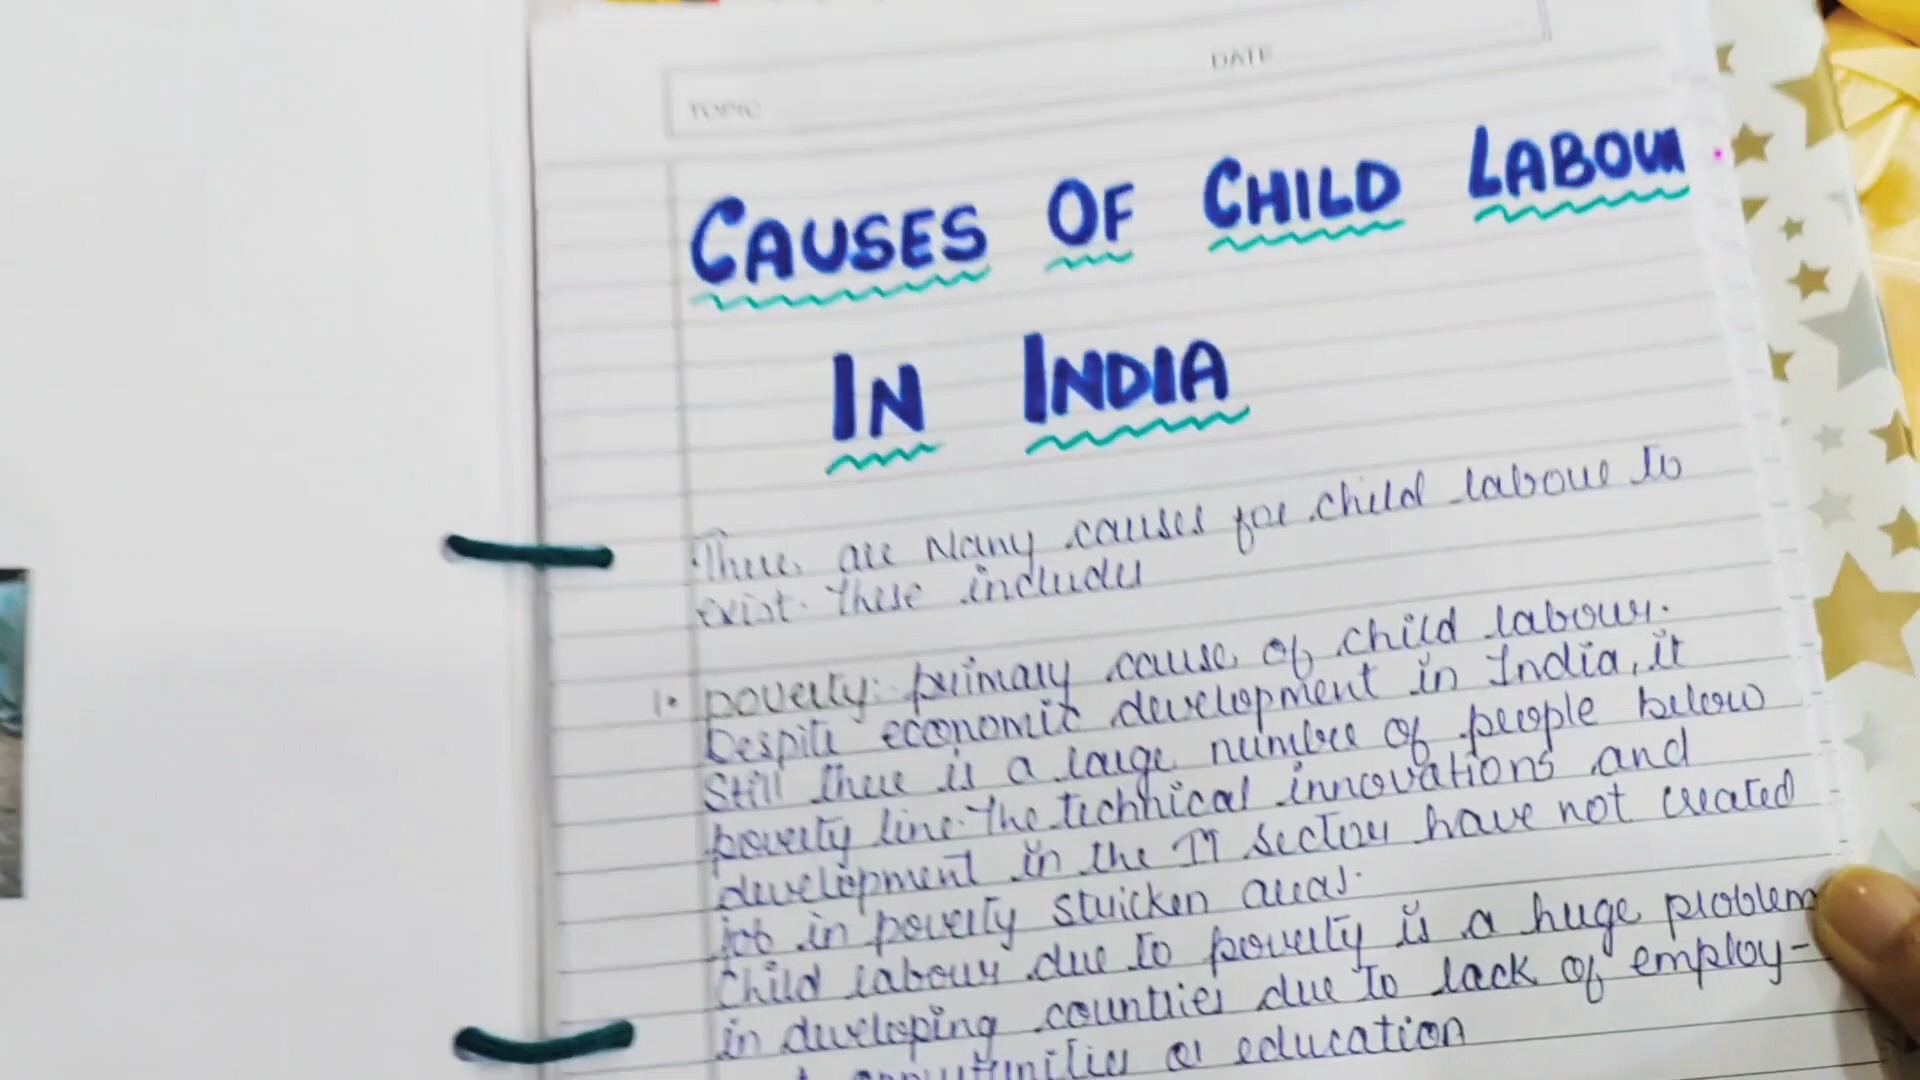 DATE
TOPIC
CAUSES OF CHILD LABOUR
IN INDIA
There are Many causes for child labour to
exist. These includes
1. poverty: primary cause of child labour.
Despite economic development in India, it
still there is a large number of people below
poverty line. The technical innovations and
development in the IT sector have not created
job in poverty stricken areas.
Child labour due to poverty is a huge problem
in developing countries due to lack of employ-
opportunities or education